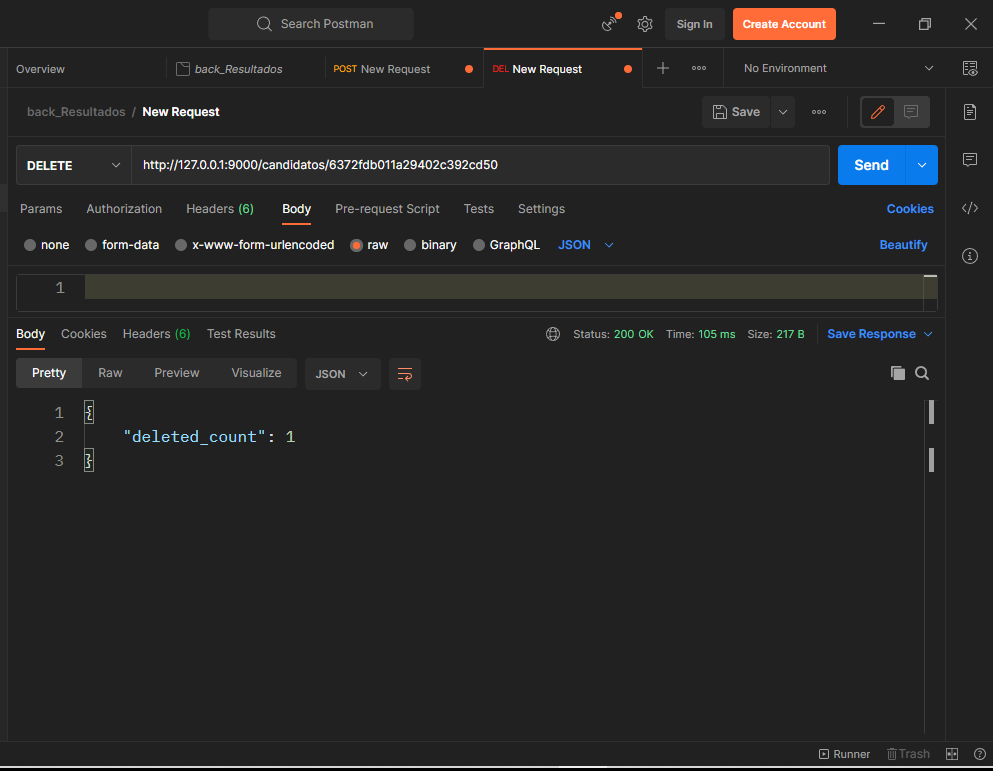 Search Postman
Sign In
Create Account
Overview
back_Resultados
POST New Request
DEL New Request
No Environment
back_Resultados / New Request
Save
DELETE
http://127.0.0.1:9000/candidatos/6372fdb011a29402c392cd50
Send
Params Authorization Headers (6) Body Pre-request Script Tests Settings Cookies
none form-data x-www-form-urlencoded raw binary GraphQL JSON Beautify
1
Body Cookies Headers (6) Test Results Status: 200 OK Time: 105 ms Size: 217 B Save Response
Pretty Raw Preview Visualize JSON
1 {
2 "deleted_count": 1
3 }
Runner Trash